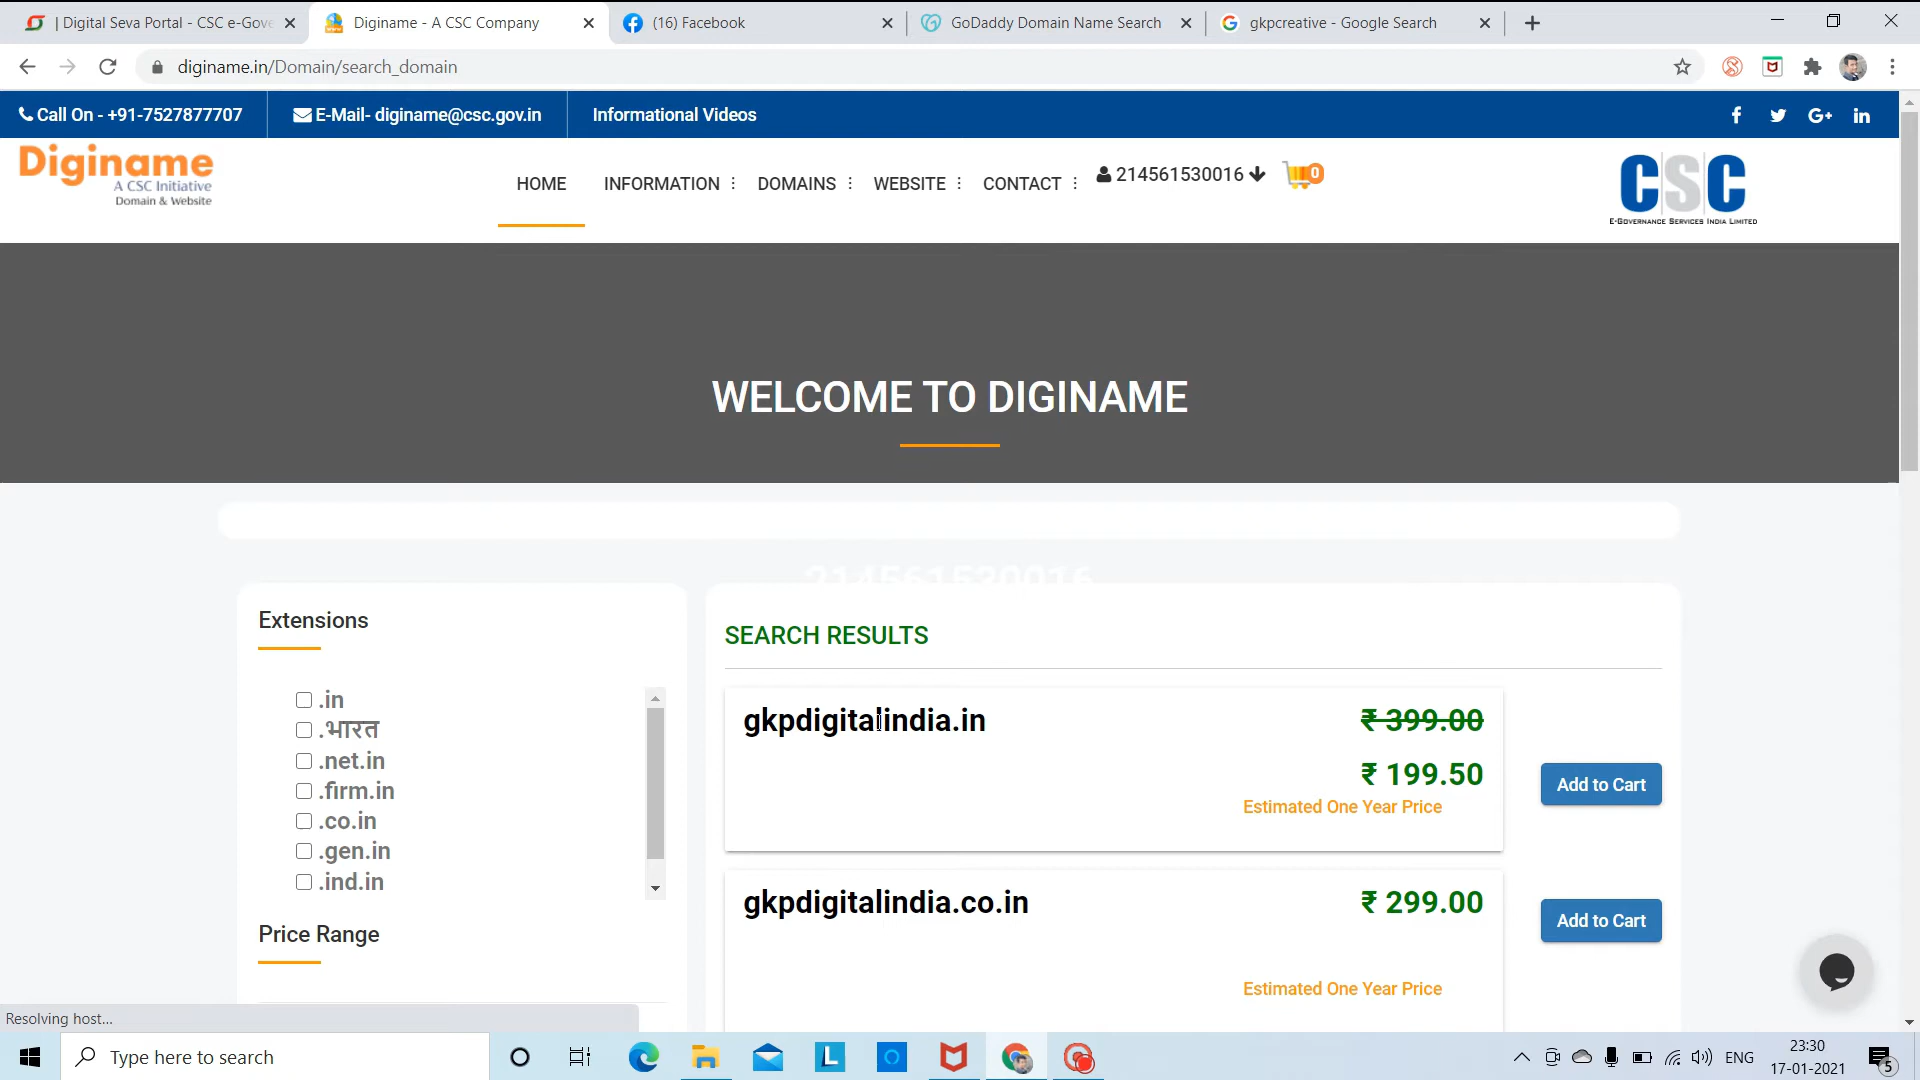 | Digital Seva Portal - CSC e-Gove
Diginame - A CSC Company
(16) Facebook
GoDaddy Domain Name Search
gkpcreative - Google Search
diginame.in/Domain/search_domain
Call On - +91-7527877707
E-Mail- diginame@csc.gov.in
Informational Videos
Diginame
A CSC Initiative
Domain & Website
HOME
INFORMATION
DOMAINS
WEBSITE
CONTACT
214561530016
0
CSC
E-Governance Services India Limited
WELCOME TO DIGINAME
214561530016
Extensions
.in
.भारत
.net.in
.firm.in
.co.in
.gen.in
.ind.in
Price Range
SEARCH RESULTS
gkpdigitalindia.in
₹ 399.00
₹ 199.50
Estimated One Year Price
Add to Cart
gkpdigitalindia.co.in
₹ 299.00
Estimated One Year Price
Add to Cart
Resolving host...
Type here to search
ENG
23:30
17-01-2021
5